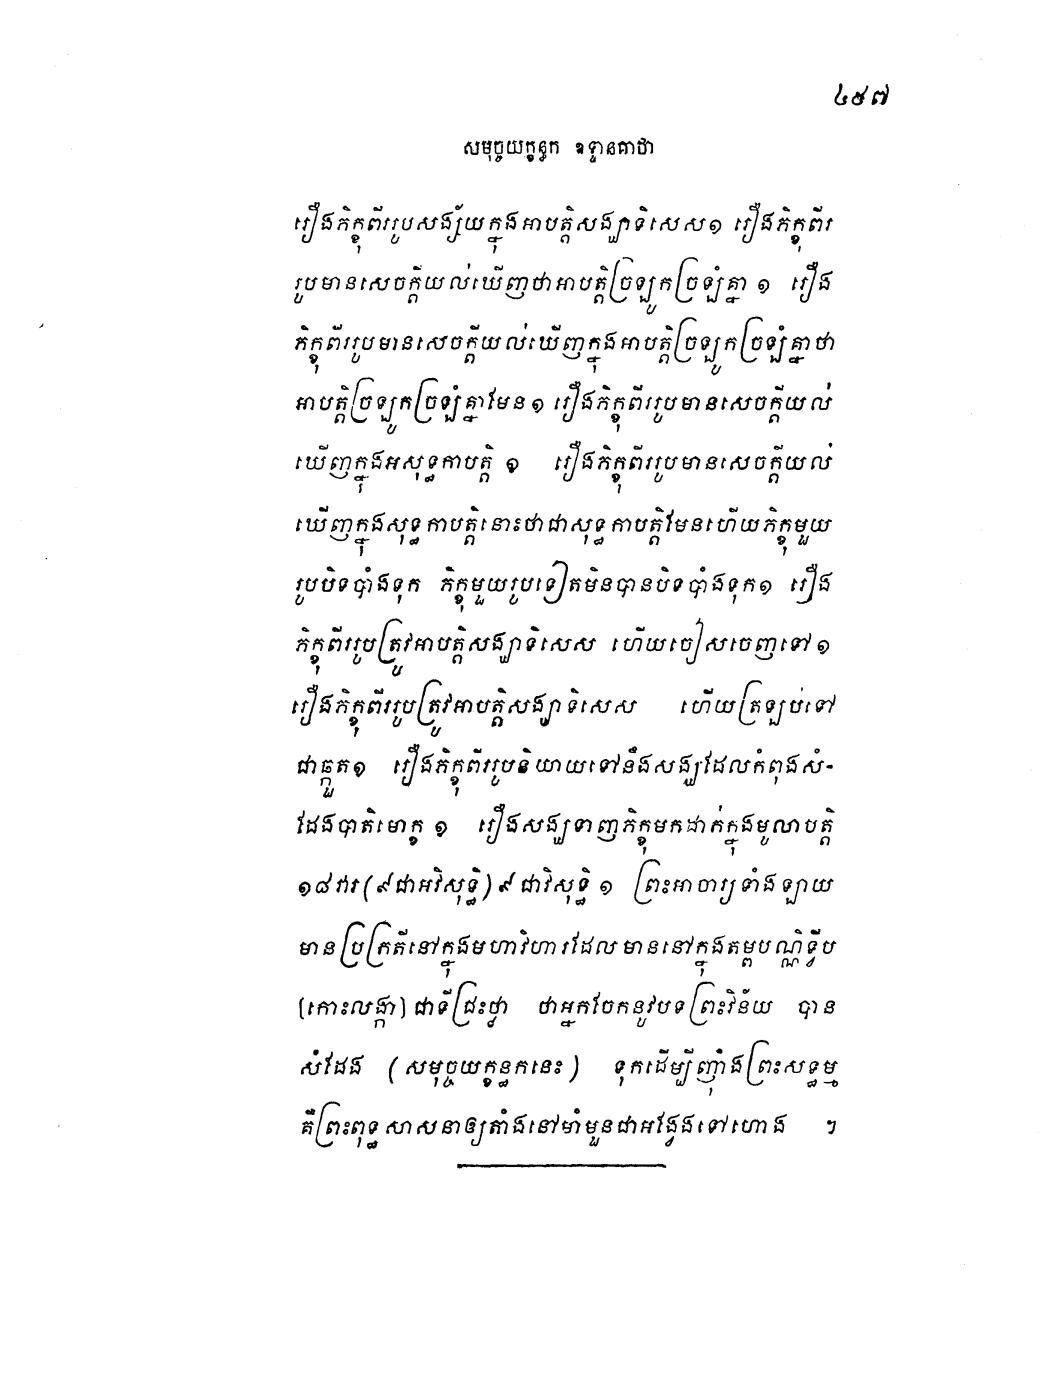 ៤៩៧
សមុច្ចយក្ខន្ធក ឧទ្ទានគាថា
រឿងភិក្ខុពីររូបសង្ស័យក្នុងអាបត្តិសង្ឃាទិសេស១ រឿងភិក្ខុពីរ
រូបមានសេចក្តីយល់ឃើញថាអាបត្តិច្រឡូកច្រឡំគ្នា ១ រឿង
ភិក្ខុពីររូបមានសេចក្តីយល់ឃើញក្នុងអាបត្តិច្រឡូកច្រឡំគ្នាថា
អាបត្តិច្រឡូកច្រឡំគ្នាមែន ១ រឿងភិក្ខុពីររូបមានសេចក្តីយល់
ឃើញក្នុងអសុទ្ធកាបត្តិ ១ រឿងភិក្ខុពីររូបមានសេចក្តីយល់
ឃើញក្នុងសុទ្ធកាបត្តិនោះថាជាសុទ្ធកាបត្តិមែនហើយភិក្ខុមួយ
រូបបិទបាំងទុក ភិក្ខុមួយរូបទៀតមិនបានបិទបាំងទុក១ រឿង
ភិក្ខុពីររូបត្រូវអាបត្តិសង្ឃាទិសេស ហើយចៀសចេញទៅ ១
រឿងភិក្ខុពីររូបត្រូវអាបត្តិសង្ឃាទិសេស ហើយត្រឡប់ទៅ
ជាឆ្កួត១ រឿងភិក្ខុពីររូបនិយាយទៅនឹងសង្ឃដែលកំពុងសំ-
ដែងបាតិមោក្ខ ១ រឿងសង្ឃទាញភិក្ខុមកដាក់ក្នុងមូលាបត្តិ
១៨វារ (៩ជាអវិសុទ្ធិ) ៩ ជាវិសុទ្ធិ ១ ព្រះអាចារ្យទាំងឡាយ
មានប្រក្រតីនៅក្នុងមហាវិហារដែលមាននៅក្នុងតម្ពបណ្ណិទ្វីប
(កោះលង្កា) ជាទីជ្រះថ្លា ថាអ្នកចែកនូវបទព្រះវិន័យ បាន
សំដែង (សមុច្ចយក្ខន្ធកនេះ) ទុកដើម្បីញុំាងព្រះសទ្ធម្ម
គឺព្រះពុទ្ធសាសនាឲ្យតាំងនៅមាំមួនជាអង្វែងទៅហោង ។